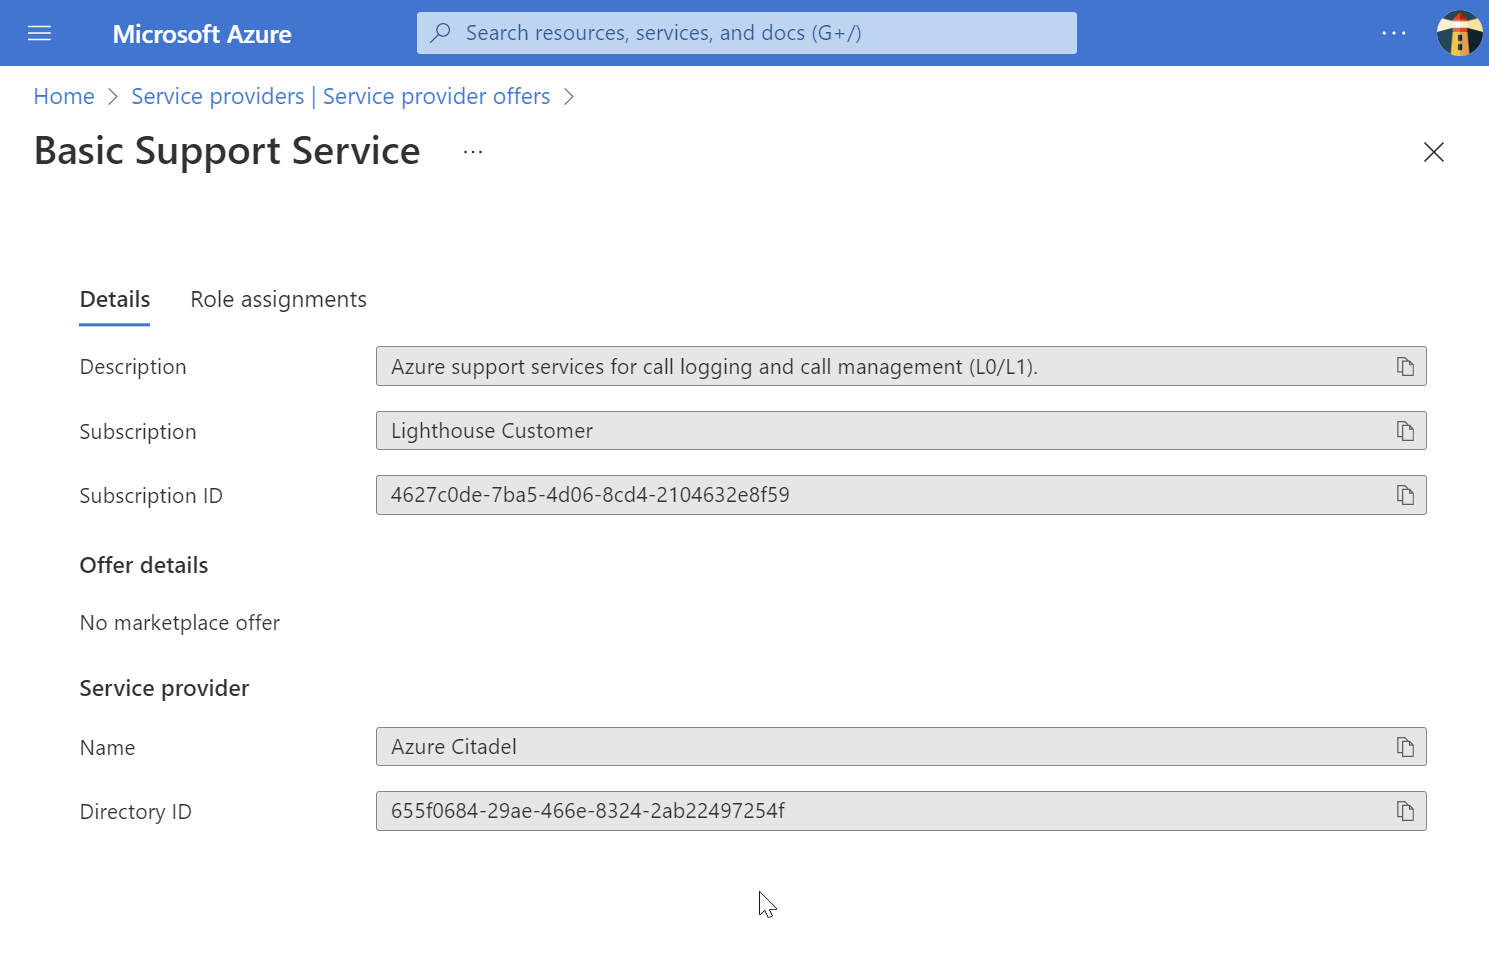 Microsoft Azure
Search resources, services, and docs (G+/)
Home > Service providers | Service provider offers >
Basic Support Service ...
Details Role assignments
Description Azure support services for call logging and call management (L0/L1).
Subscription Lighthouse Customer
Subscription ID 4627c0de-7ba5-4d06-8cd4-2104632e8f59
Offer details
No marketplace offer
Service provider
Name Azure Citadel
Directory ID 655f0684-29ae-466e-8324-2ab22497254f